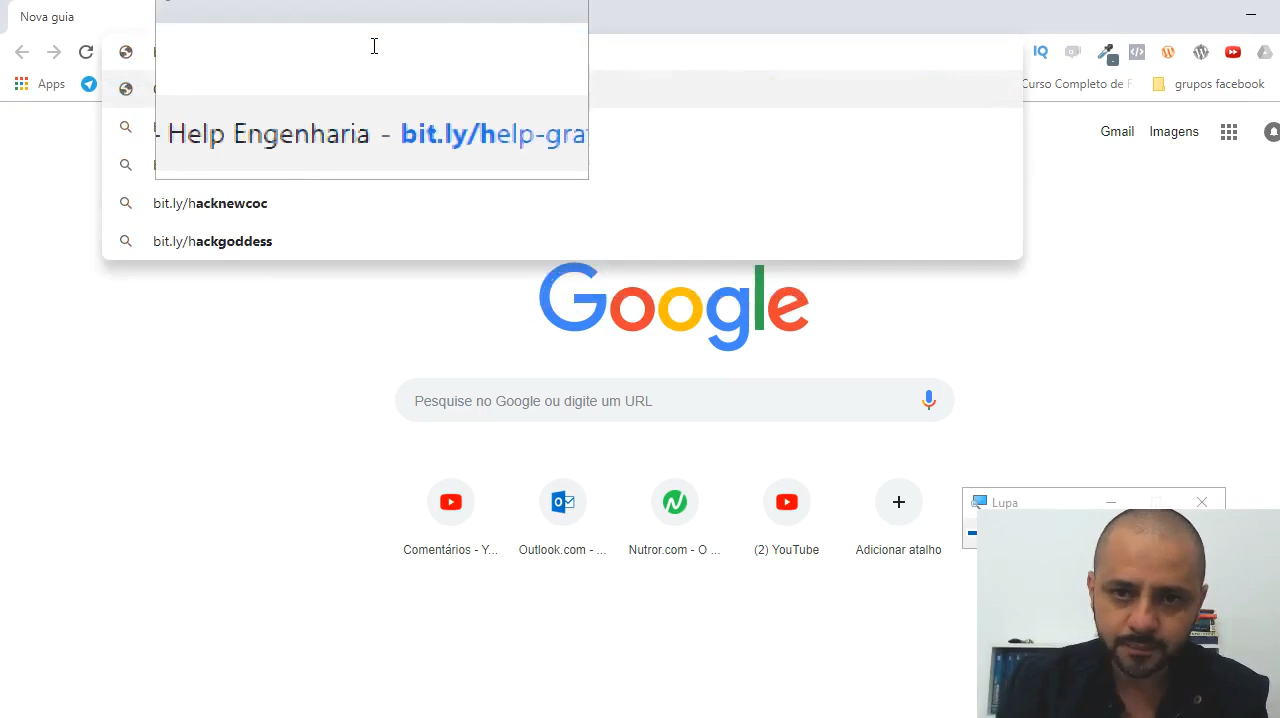 Nova guia
IQ
Apps
Curso Completo de F
grupos facebook
- Help Engenharia - bit.ly/help-gra
Gmail
Imagens
bit.ly/hacknewcoc
bit.ly/hackgoddess
Google
Pesquise no Google ou digite um URL
Comentários - Y...
Outlook.com - ...
Nutror.com - O ...
(2) YouTube
Adicionar atalho
Lupa